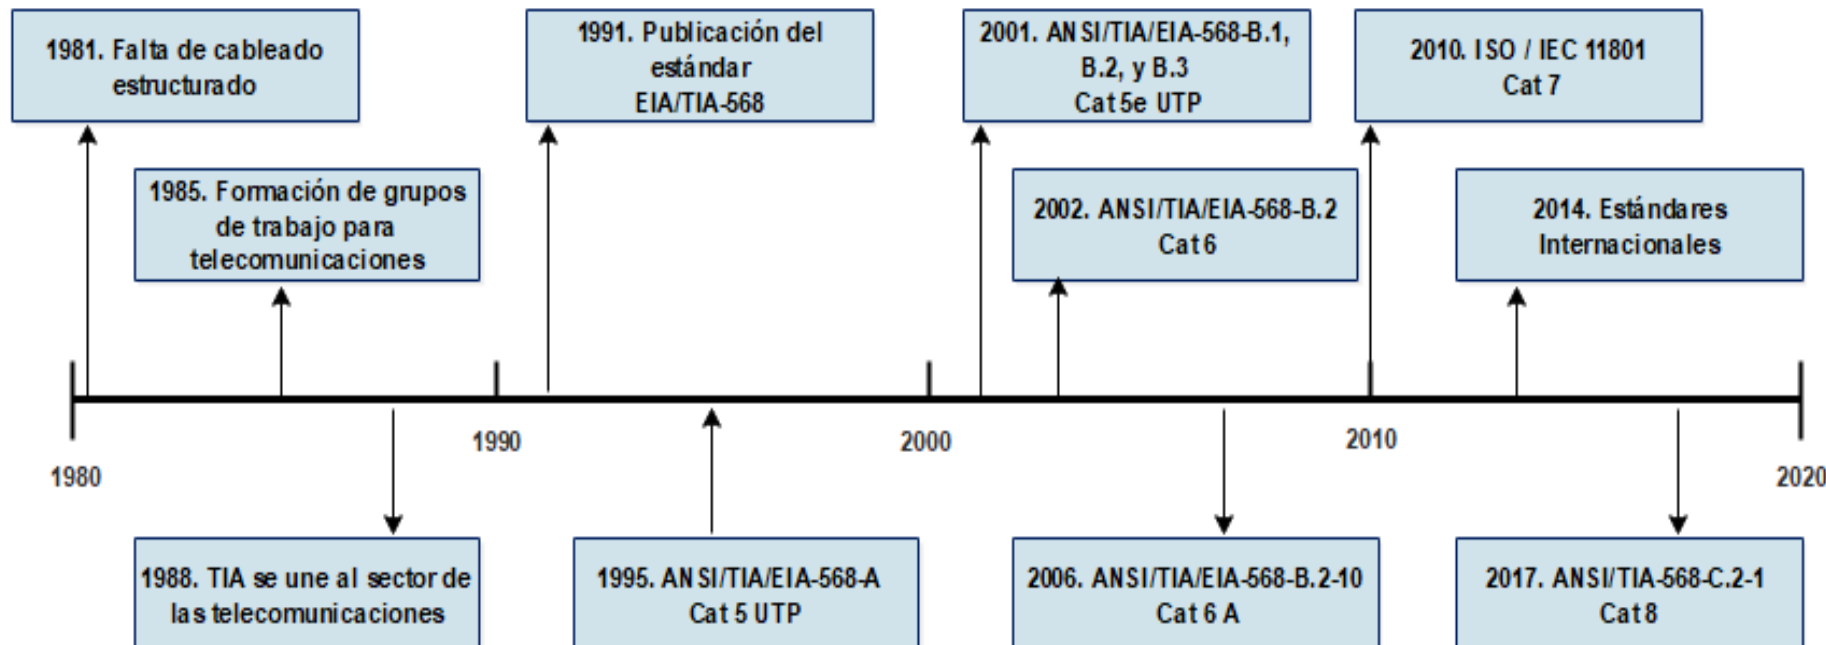 1981. Falta de cableado
estructurado
1991. Publicación del
estándar
EIA/TIA-568
2001. ANSI/TIA/EIA-568-B.1,
B.2, y B.3
Cat 5e UTP
2010. ISO / IEC 11801
Cat 7
1985. Formación de grupos
de trabajo para
telecomunicaciones
2002. ANSI/TIA/EIA-568-B.2
Cat 6
2014. Estándares
Internacionales
1980
1990
2000
2010
2020
1988. TIA se une al sector de
las telecomunicaciones
1995. ANSI/TIA/EIA-568-A
Cat 5 UTP
2006. ANSI/TIA/EIA-568-B.2-10
Cat 6 A
2017. ANSI/TIA-568-C.2-1
Cat 8